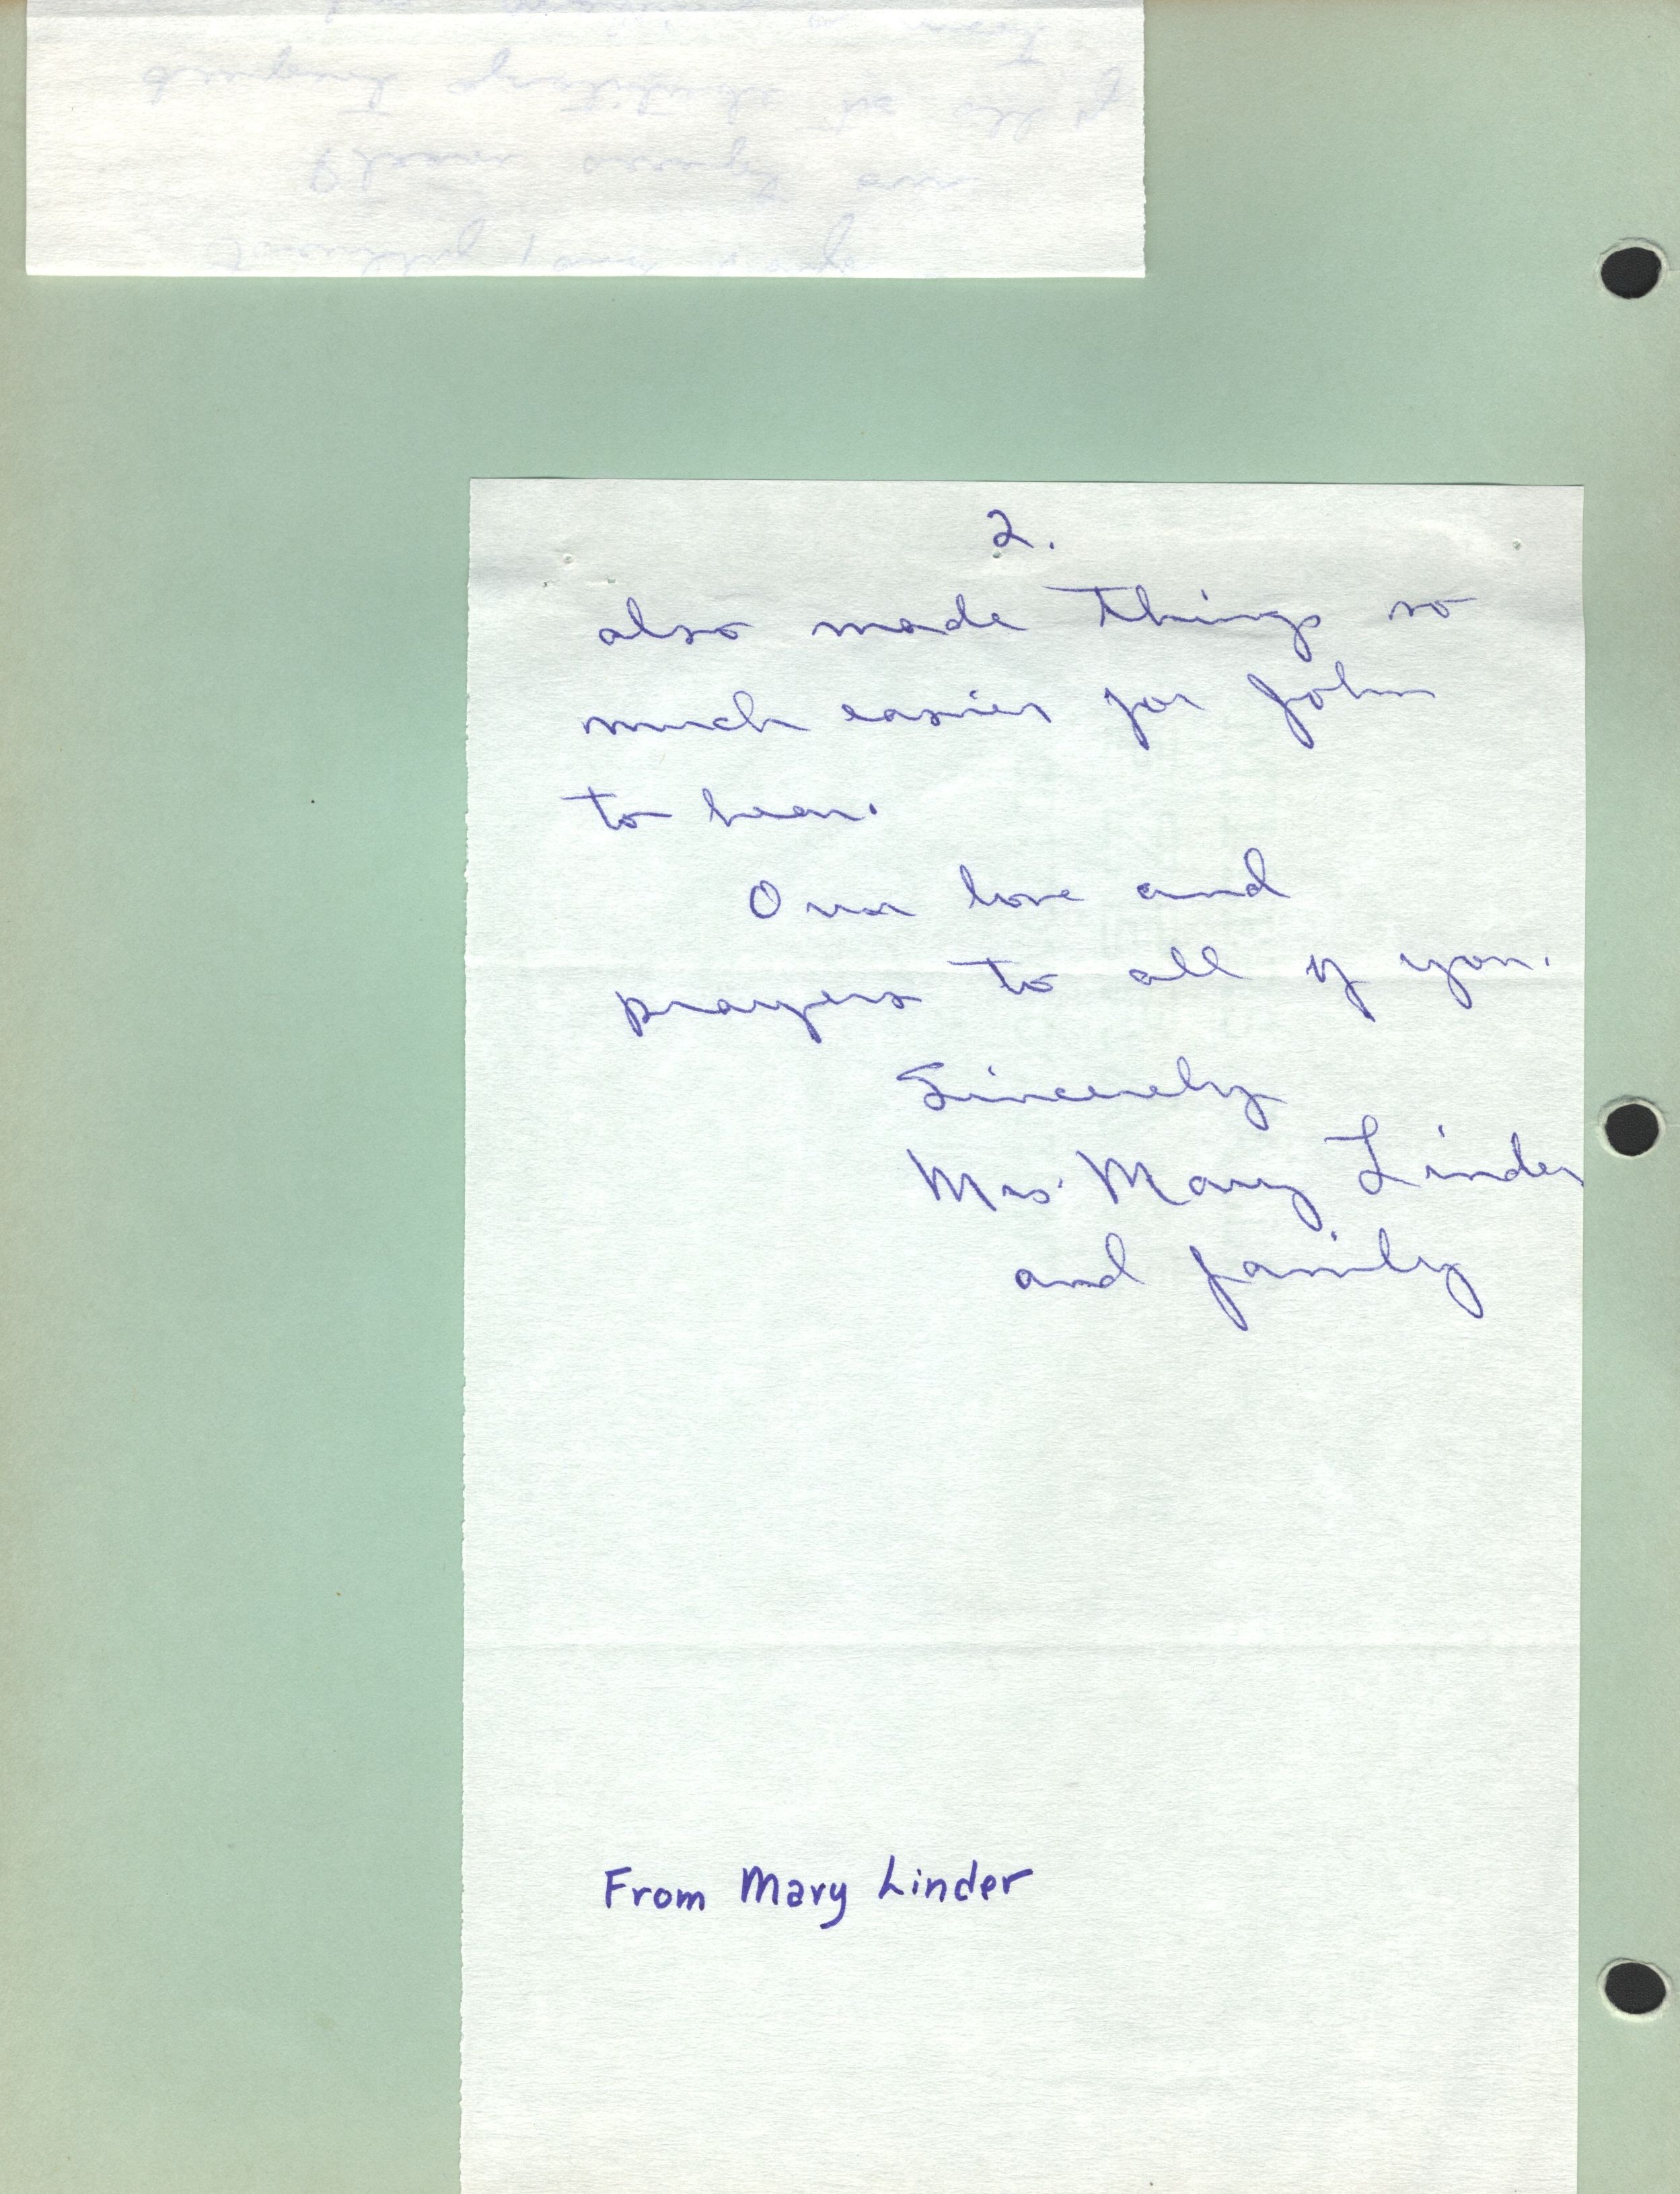 2.
also made things so
much easier for John
to bear.
Our love and
prayers to all of you.
Sincerely
Mrs. Mary Linder
and family
From Mary Linder